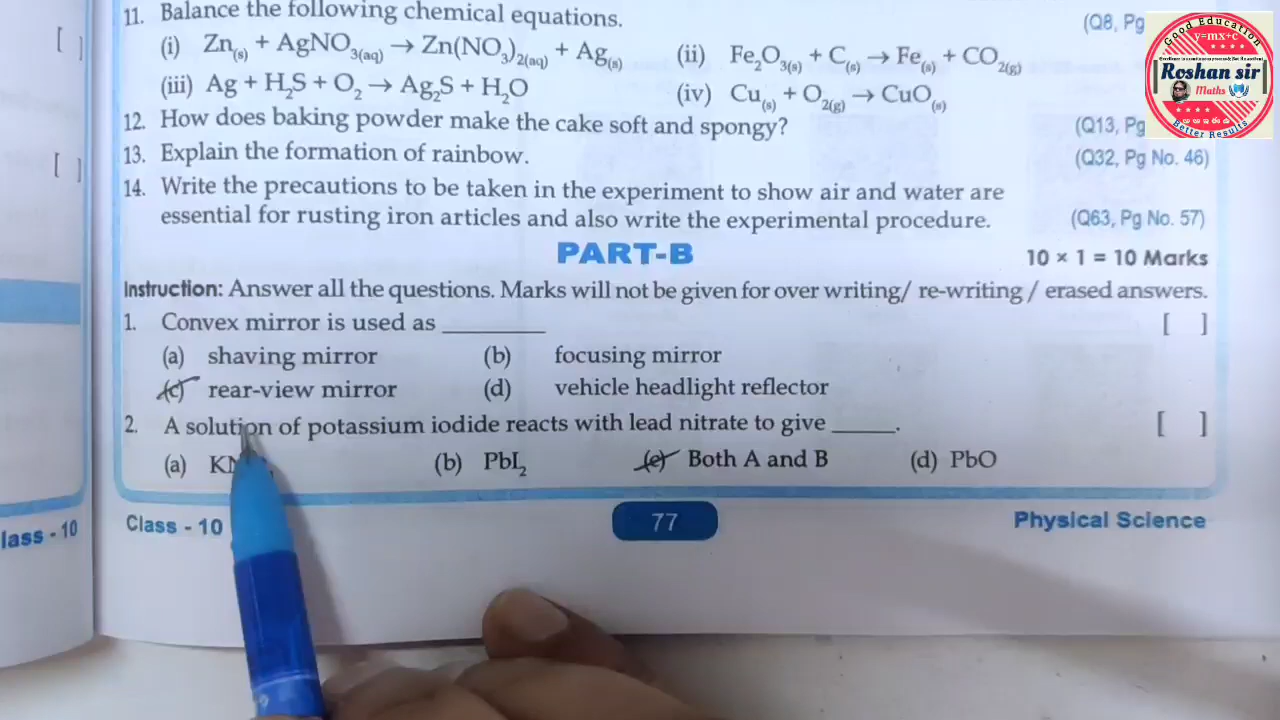 11. Balance the following chemical equations. (Q8, Pg
(i) Zn(s) + AgNO3(aq) → Zn(NO3)2(aq) + Ag(s) (ii) Fe2O3(s) + C(s) → Fe(s) + CO2(g)
(iii) Ag + H2S + O2 → Ag2S + H2O (iv) Cu(s) + O2(g) → CuO(s)
12. How does baking powder make the cake soft and spongy? (Q13, Pg
13. Explain the formation of rainbow. (Q32, Pg No. 46)
14. Write the precautions to be taken in the experiment to show air and water are
essential for rusting iron articles and also write the experimental procedure. (Q63, Pg No. 57)
PART-B
10 × 1 = 10 Marks
Instruction: Answer all the questions. Marks will not be given for over writing/ re-writing / erased answers.
1. Convex mirror is used as ________ [ ]
(a) shaving mirror (b) focusing mirror
(c) rear-view mirror (d) vehicle headlight reflector
2. A solution of potassium iodide reacts with lead nitrate to give _____. [ ]
(a) (b) PbI2 (c) Both A and B (d) PbO
Class - 10 77 Physical Science
lass - 10
[ ]
[ ]
Good Education
y=mx+c
Roshan sir
Maths
Better Results